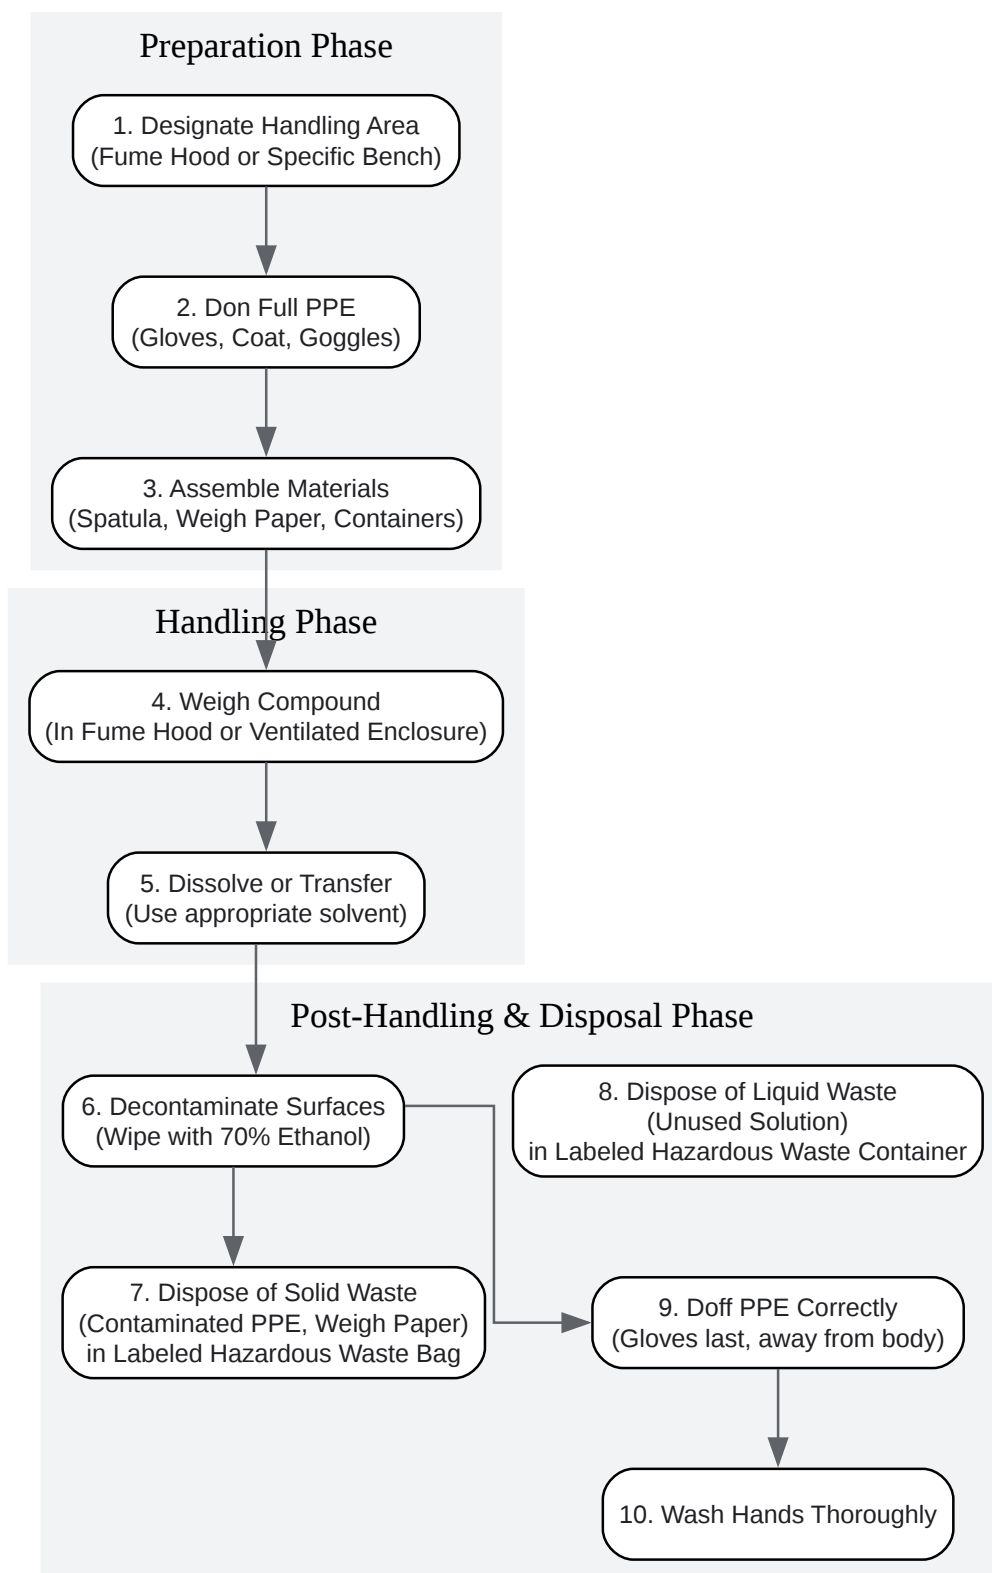 Preparation Phase
1. Designate Handling Area
(Fume Hood or Specific Bench)
2. Don Full PPE
(Gloves, Coat, Goggles)
3. Assemble Materials
(Spatula, Weigh Paper, Containers)
Handling Phase
4. Weigh Compound
(In Fume Hood or Ventilated Enclosure)
5. Dissolve or Transfer
(Use appropriate solvent)
Post-Handling & Disposal Phase
6. Decontaminate Surfaces
(Wipe with 70% Ethanol)
7. Dispose of Solid Waste
(Contaminated PPE, Weigh Paper)
in Labeled Hazardous Waste Bag
8. Dispose of Liquid Waste
(Unused Solution)
in Labeled Hazardous Waste Container
9. Doff PPE Correctly
(Gloves last, away from body)
10. Wash Hands Thoroughly